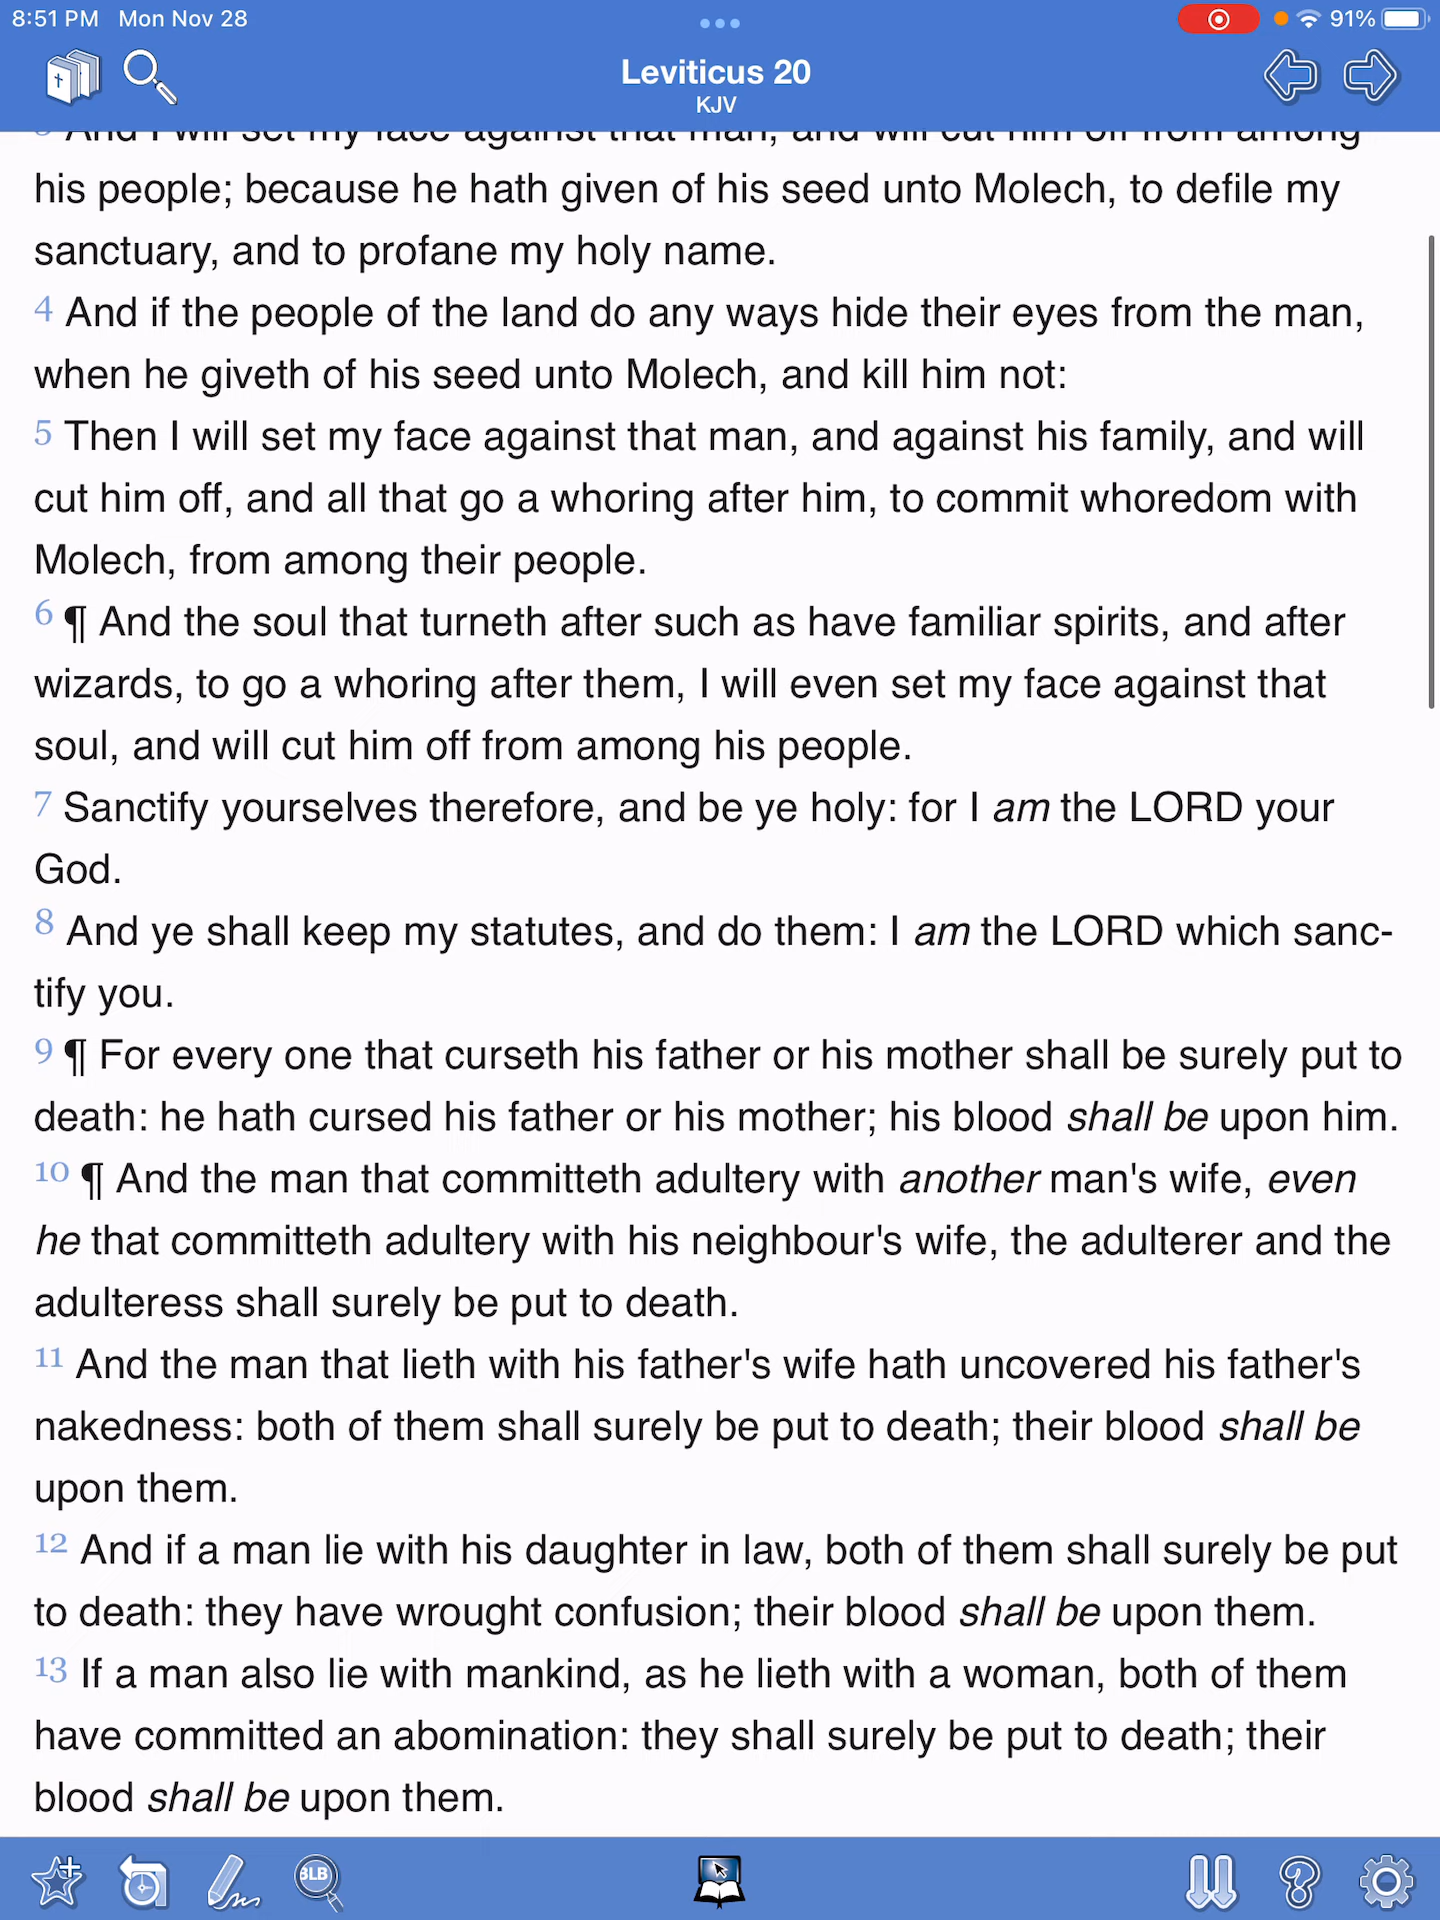 8:51 PM Mon Nov 28
91%
Leviticus 20
KJV
3 And I will set my face against that man, and will cut him off from among
his people; because he hath given of his seed unto Molech, to defile my
sanctuary, and to profane my holy name.
4 And if the people of the land do any ways hide their eyes from the man,
when he giveth of his seed unto Molech, and kill him not:
5 Then I will set my face against that man, and against his family, and will
cut him off, and all that go a whoring after him, to commit whoredom with
Molech, from among their people.
6 ¶ And the soul that turneth after such as have familiar spirits, and after
wizards, to go a whoring after them, I will even set my face against that
soul, and will cut him off from among his people.
7 Sanctify yourselves therefore, and be ye holy: for I am the LORD your
God.
8 And ye shall keep my statutes, and do them: I am the LORD which sanc-
tify you.
9 ¶ For every one that curseth his father or his mother shall be surely put to
death: he hath cursed his father or his mother; his blood shall be upon him.
10 ¶ And the man that committeth adultery with another man's wife, even
he that committeth adultery with his neighbour's wife, the adulterer and the
adulteress shall surely be put to death.
11 And the man that lieth with his father's wife hath uncovered his father's
nakedness: both of them shall surely be put to death; their blood shall be
upon them.
12 And if a man lie with his daughter in law, both of them shall surely be put
to death: they have wrought confusion; their blood shall be upon them.
13 If a man also lie with mankind, as he lieth with a woman, both of them
have committed an abomination: they shall surely be put to death; their
blood shall be upon them.
BLB